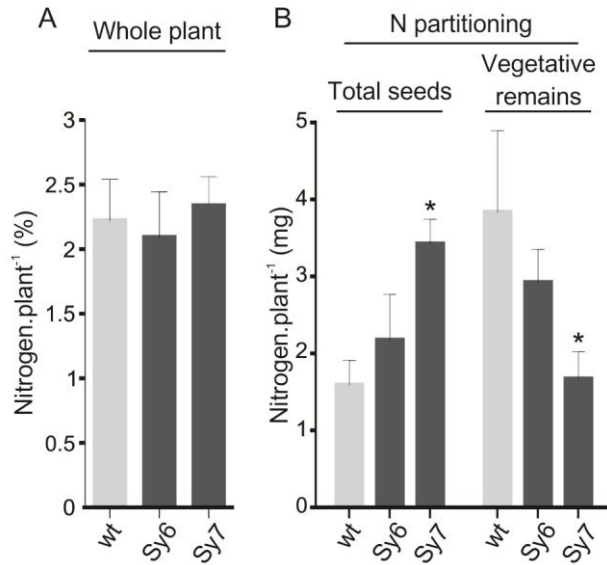 A
Whole plant
Nitrogen.plant⁻¹ (%)
3
2.5
2
1.5
1
0.5
0
wt
Sy6
Sy7
B
N partitioning
Total seeds
Vegetative
remains
Nitrogen.plant⁻¹ (mg)
5
4
3
2
1
0
*
*
wt
Sy6
Sy7
wt
Sy6
Sy7